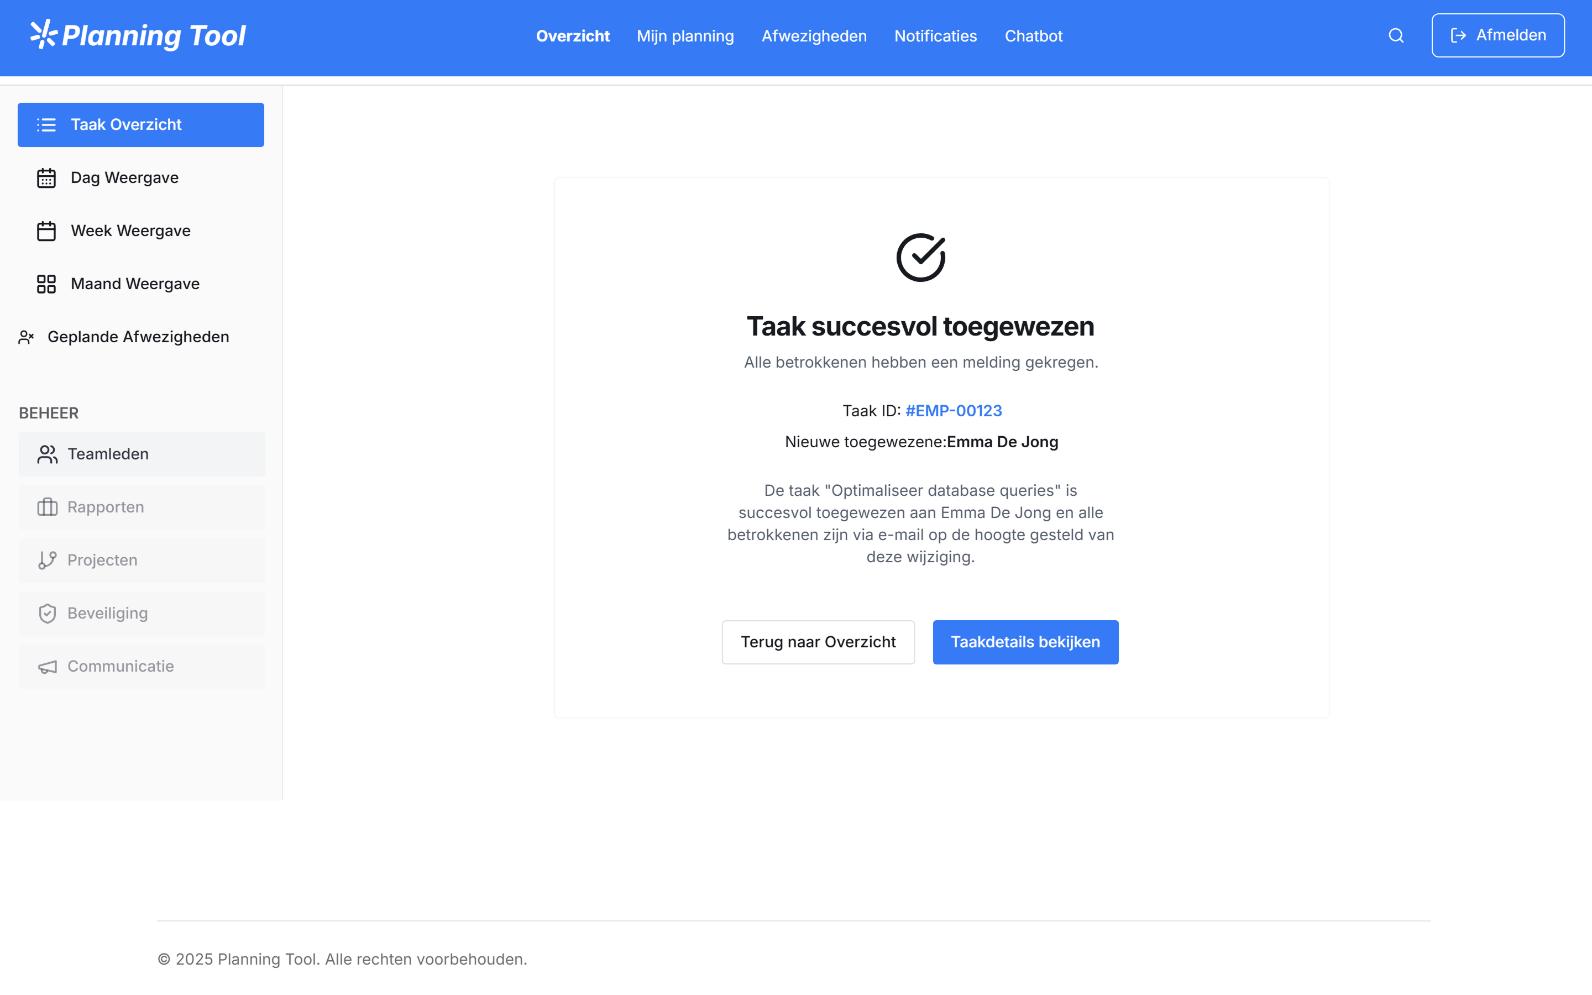 Planning Tool
Overzicht Mijn planning Afwezigheden Notificaties Chatbot
Afmelden
Taak Overzicht
Dag Weergave
Week Weergave
Maand Weergave
Geplande Afwezigheden
BEHEER
Teamleden
Rapporten
Projecten
Beveiliging
Communicatie
Taak succesvol toegewezen
Alle betrokkenen hebben een melding gekregen.
Taak ID: #EMP-00123
Nieuwe toegewezene:Emma De Jong
De taak "Optimaliseer database queries" is
succesvol toegewezen aan Emma De Jong en alle
betrokkenen zijn via e-mail op de hoogte gesteld van
deze wijziging.
Terug naar Overzicht
Taakdetails bekijken
© 2025 Planning Tool. Alle rechten voorbehouden.